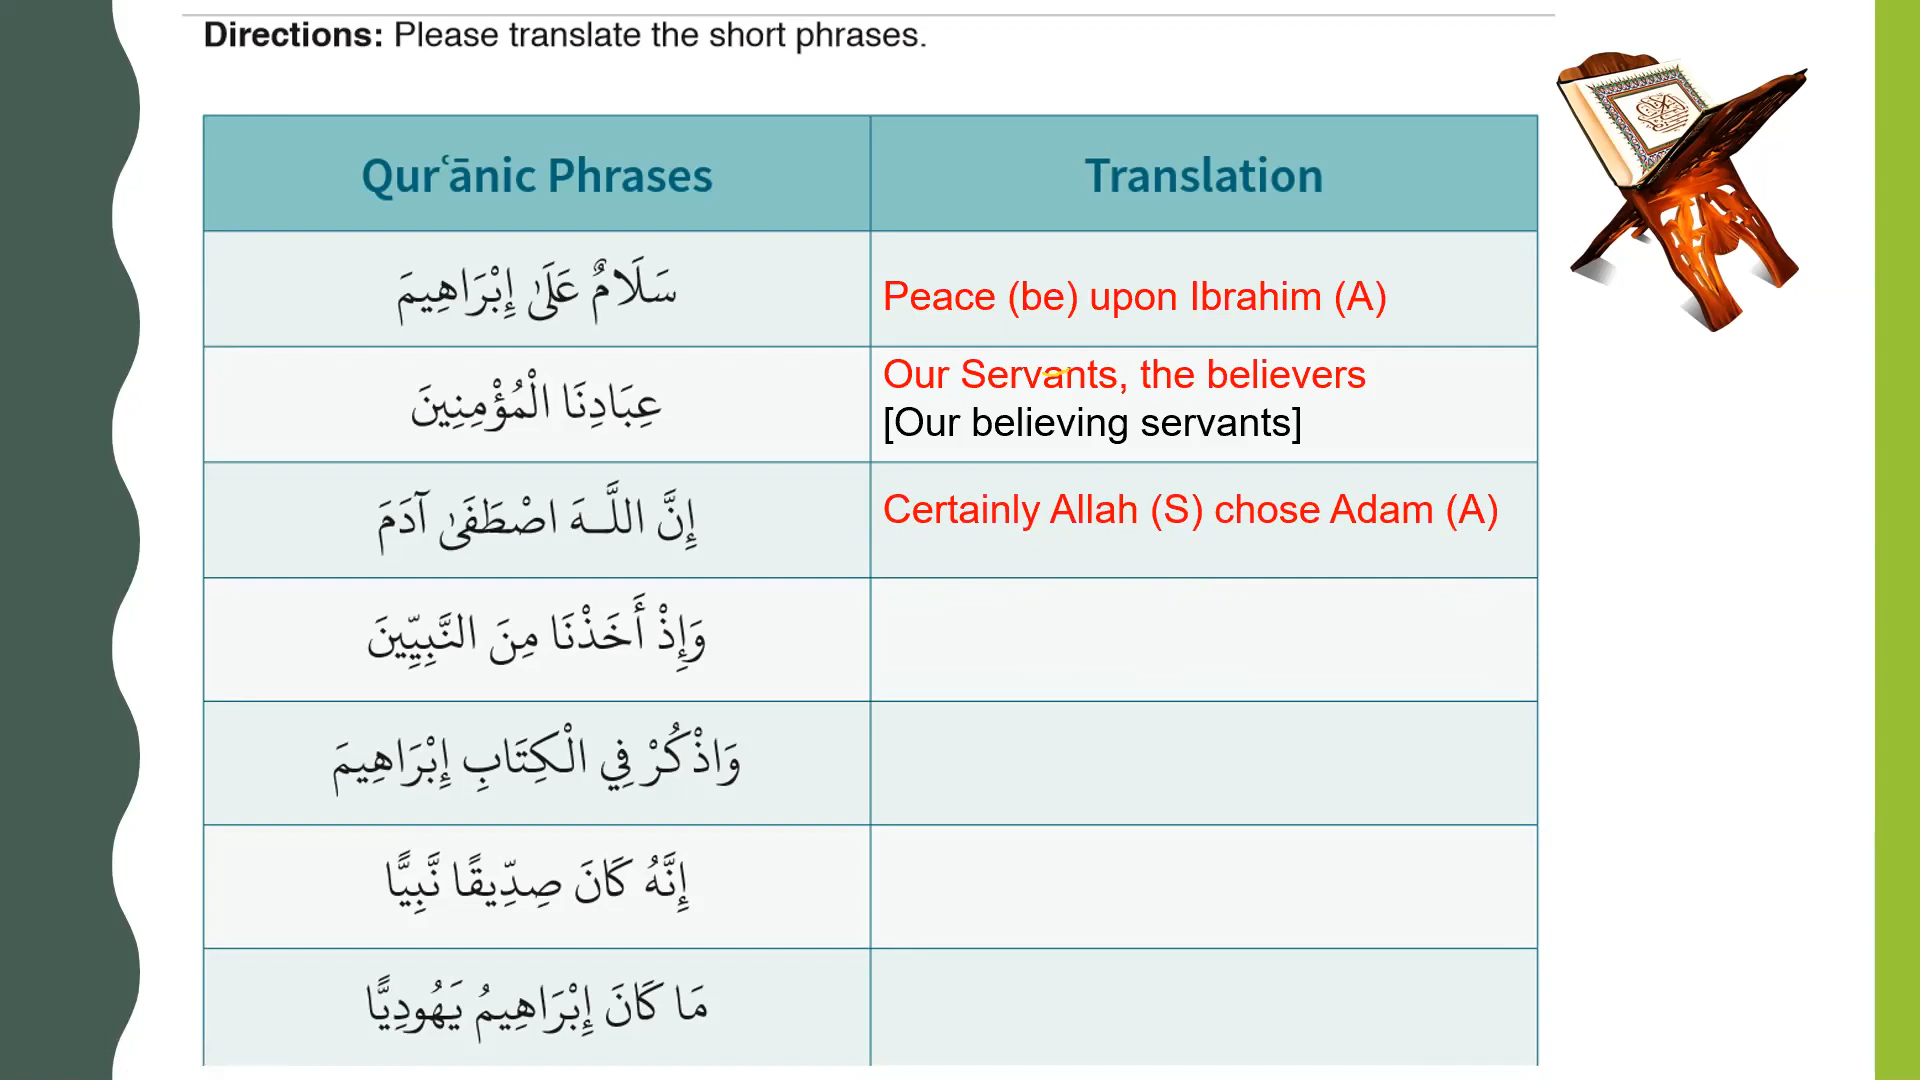 Directions: Please translate the short phrases.
Qurʿānic Phrases
Translation
سَلَامٌ عَلَىٰ إِبْرَاهِيمَ
Peace (be) upon Ibrahim (A)
عِبَادِنَا الْمُؤْمِنِينَ
Our Servants, the believers
[Our believing servants]
إِنَّ اللَّـهَ اصْطَفَىٰ آدَمَ
Certainly Allah (S) chose Adam (A)
وَإِذْ أَخَذْنَا مِنَ النَّبِيِّينَ
وَاذْكُرْ فِي الْكِتَابِ إِبْرَاهِيمَ
إِنَّهُ كَانَ صِدِّيقًا نَّبِيًّا
مَا كَانَ إِبْرَاهِيمُ يَهُودِيًّا